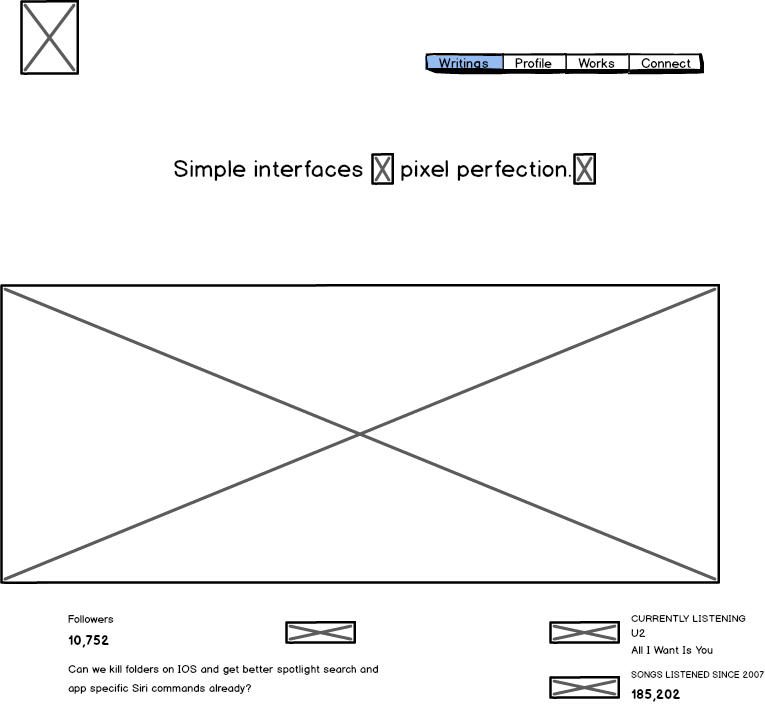 Writings Profile Works Connect
Simple interfaces pixel perfection.
Followers
10,752
Can we kill folders on IOS and get better spotlight search and
app specific Siri commands already?
CURRENTLY LISTENING
U2
All I Want Is You
SONGS LISTENED SINCE 2007
185,202